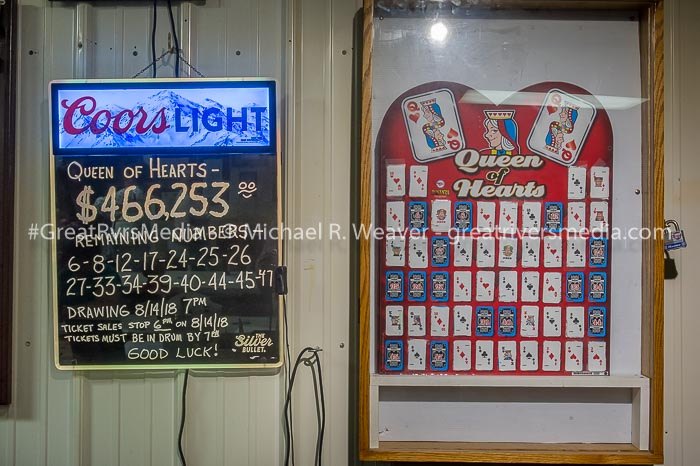 Coors LIGHT
QUEEN OF HEARTS -
$466,253 00
REMAINING NUMBERS -
6-8-12-17-24-25-26
27-33-34-39-40-44-45-47
DRAWING 8/14/18 7PM
TICKET SALES STOP 6PM ON 8/14/18
TICKETS MUST BE IN DRUM BY 7
GOOD LUCK!
THE Silver BULLET.
Queen
of Hearts
Q
Q
Q
Q
#GreatRvrsMedia Michael R. Weaver - greatriversmedia.com